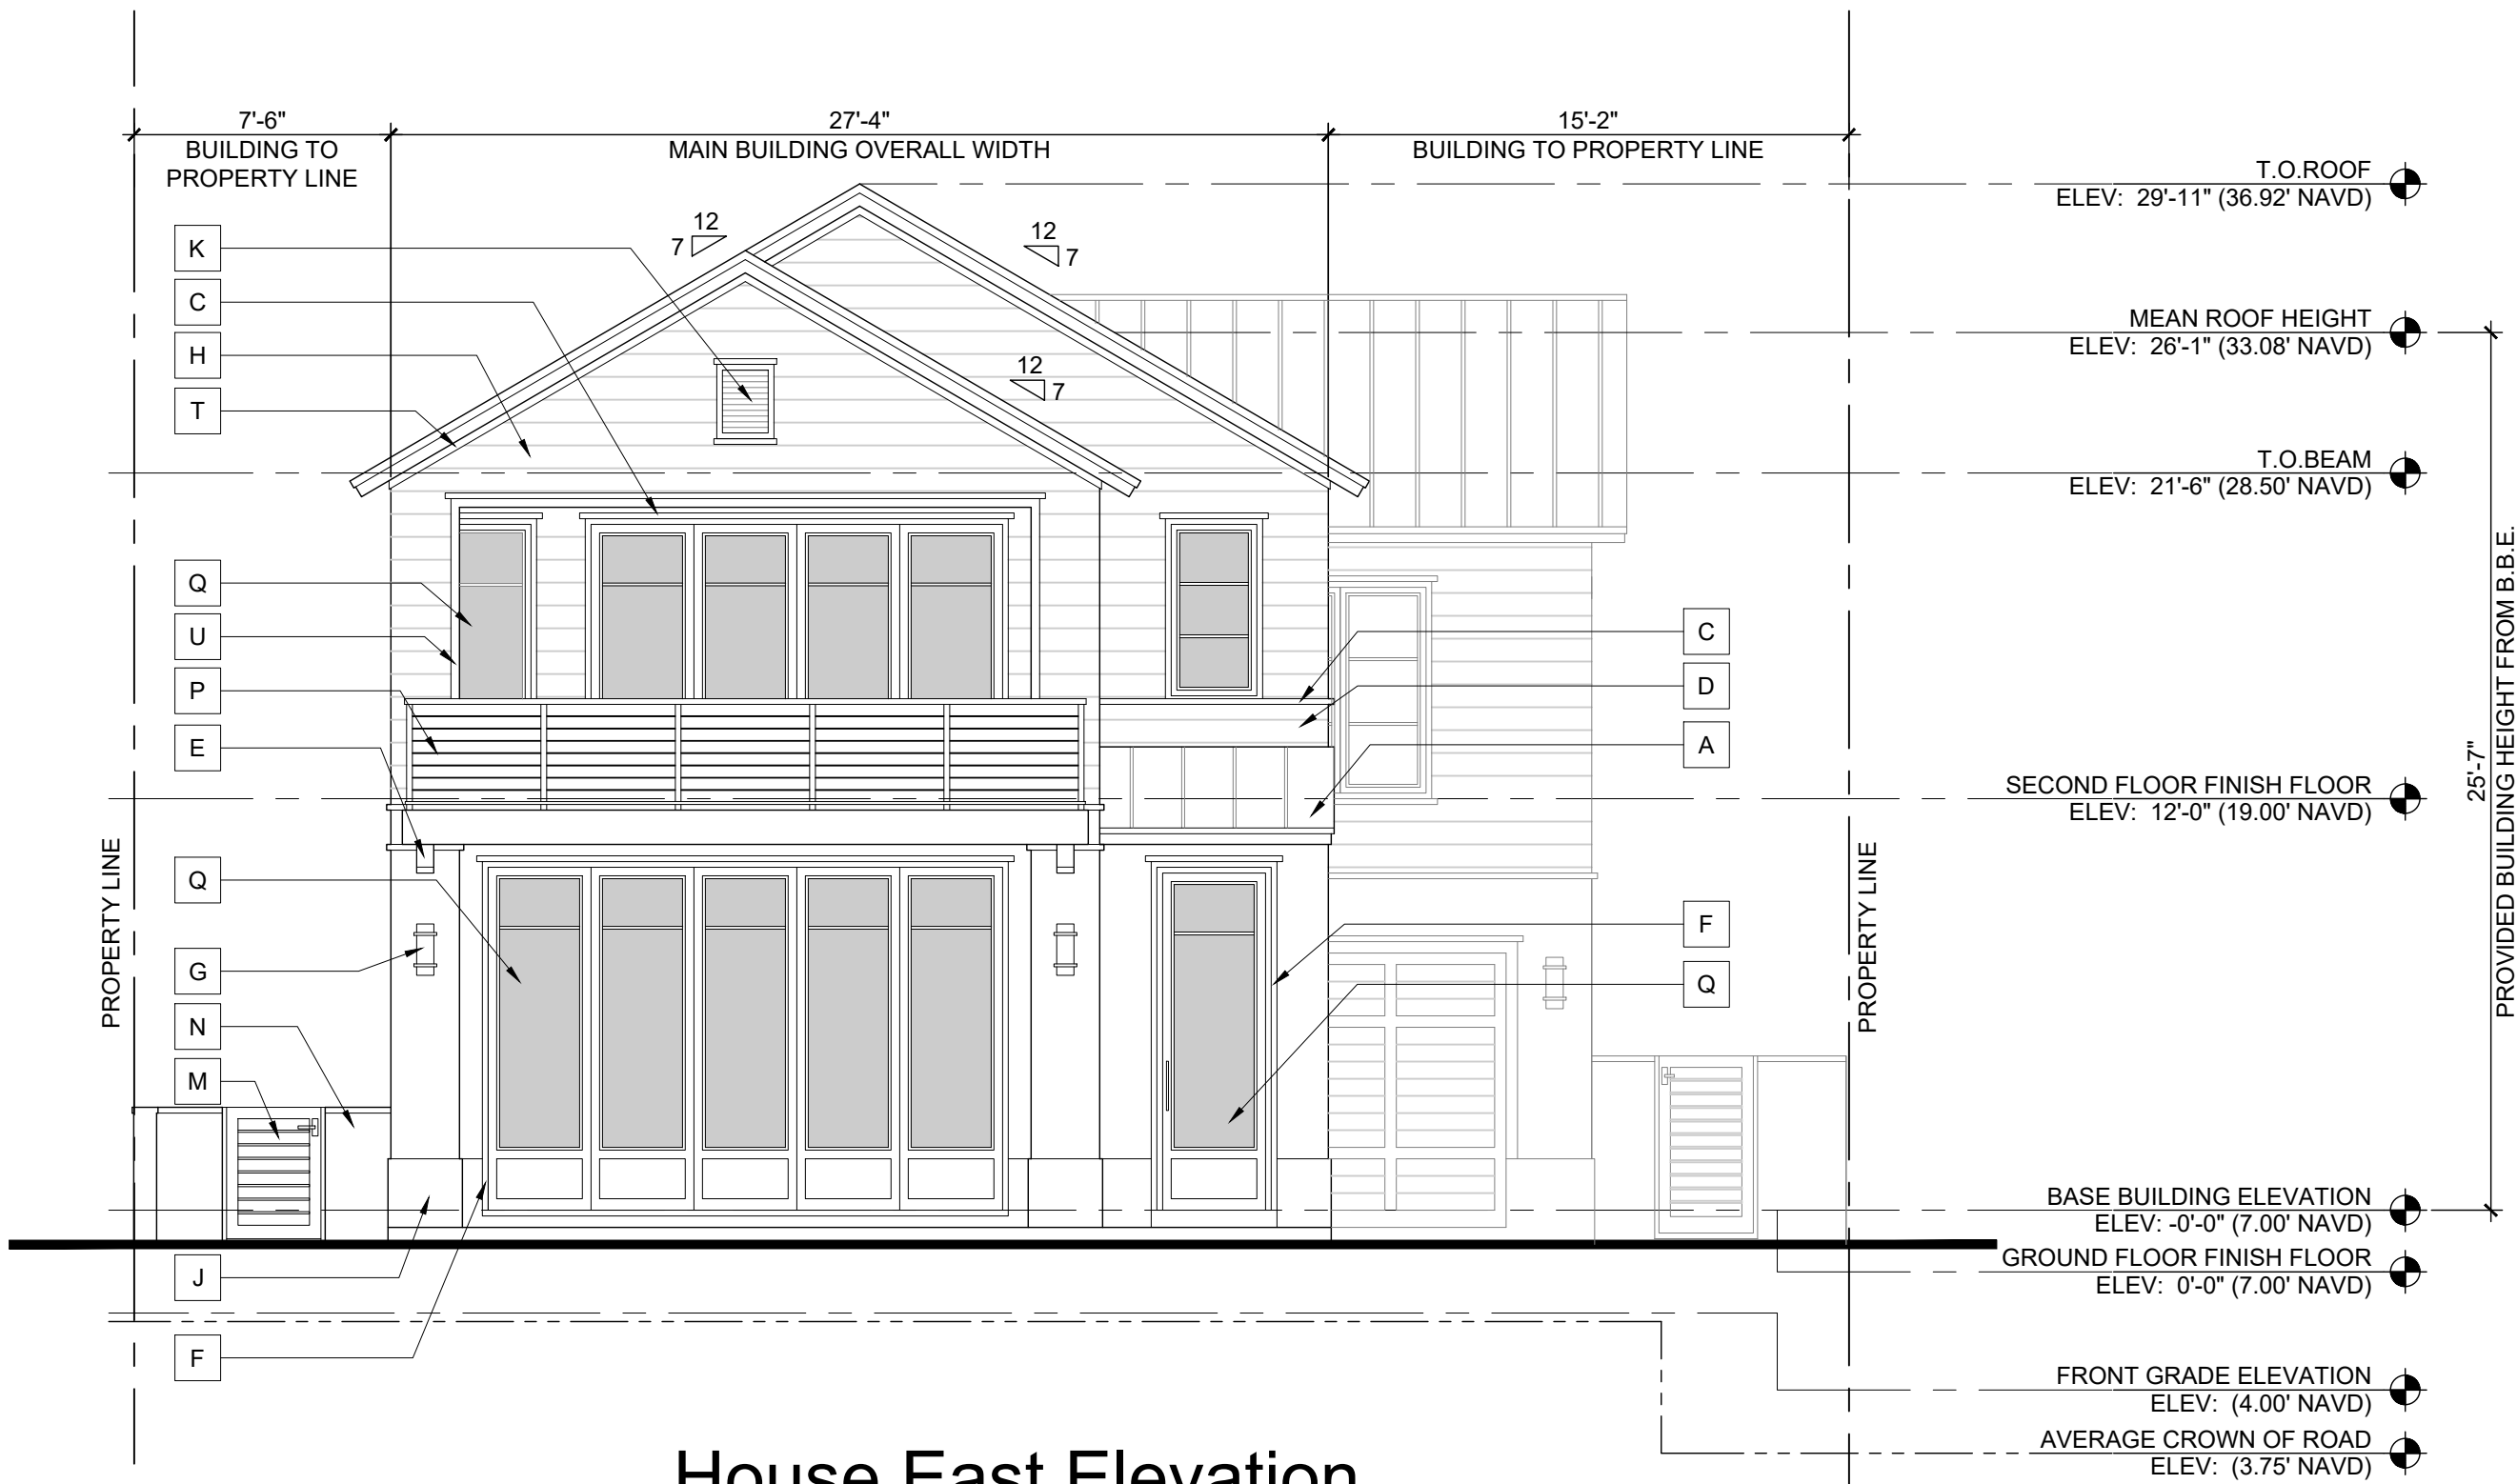 7'-6"
BUILDING TO
PROPERTY LINE
27'-4"
MAIN BUILDING OVERALL WIDTH
15'-2"
BUILDING TO PROPERTY LINE
T.O.ROOF
ELEV: 29'-11" (36.92' NAVD)
MEAN ROOF HEIGHT
ELEV: 26'-1" (33.08' NAVD)
T.O.BEAM
ELEV: 21'-6" (28.50' NAVD)
SECOND FLOOR FINISH FLOOR
ELEV: 12'-0" (19.00' NAVD)
BASE BUILDING ELEVATION
ELEV: -0'-0" (7.00' NAVD)
GROUND FLOOR FINISH FLOOR
ELEV: 0'-0" (7.00' NAVD)
FRONT GRADE ELEVATION
ELEV: (4.00' NAVD)
AVERAGE CROWN OF ROAD
ELEV: (3.75' NAVD)
25'-7"
PROVIDED BUILDING HEIGHT FROM B.B.E.
12
7
12
7
12
7
K
C
H
T
Q
U
P
E
Q
G
N
M
J
F
C
D
A
F
Q
PROPERTY LINE
PROPERTY LINE
House East Elevation